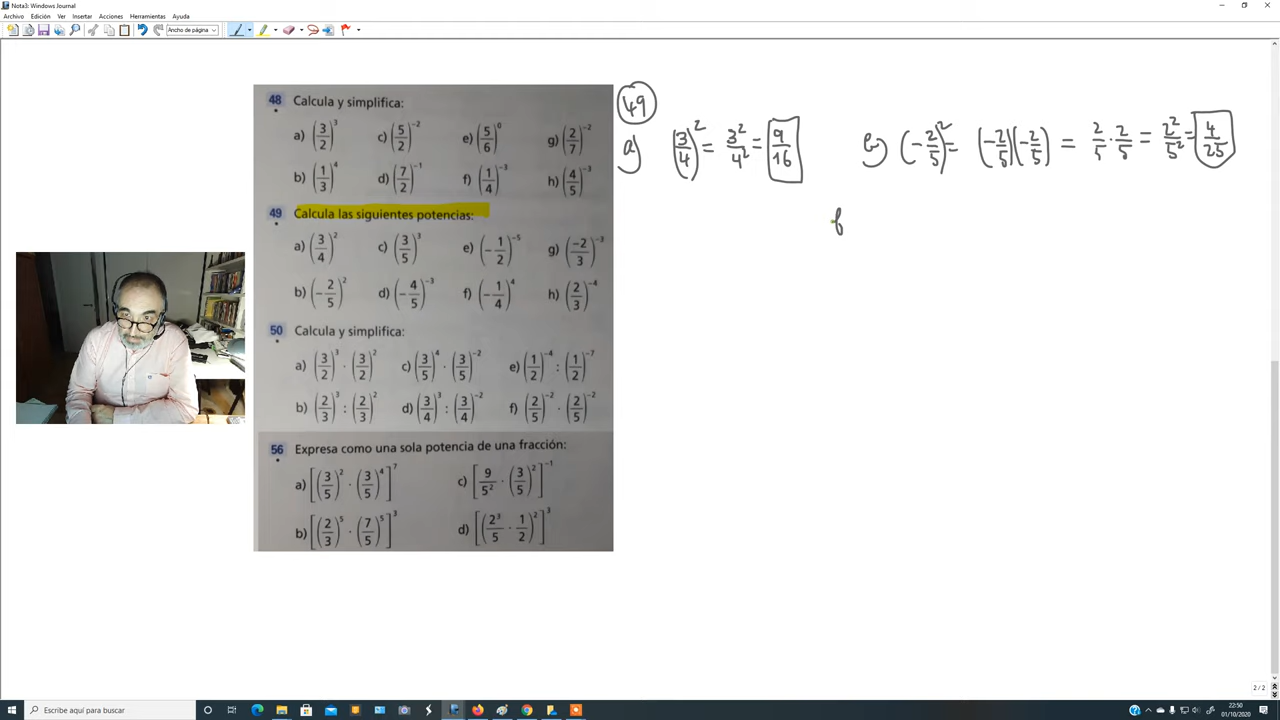 Nota3: Windows Journal
Archivo Edición Ver Insertar Acciones Herramientas Ayuda
Ancho de página
48 Calcula y simplifica:
a) (3/2)^3 c) (5/2)^-2 e) (5/6)^0 g) (2/7)^-2
b) (1/3)^4 d) (7/2)^-1 f) (1/4)^-3 h) (4/5)^-3
49 Calcula las siguientes potencias:
a) (3/4)^2 c) (3/5)^3 e) (-1/2)^-5 g) (-2/3)^-3
b) (-2/5)^2 d) (-4/5)^-3 f) (-1/4)^4 h) (2/3)^-4
50 Calcula y simplifica:
a) (3/2)^3 · (3/2)^2 c) (3/5)^4 · (3/5)^-2 e) (1/2)^-4 : (1/2)^-7
b) (2/3)^3 : (2/3)^2 d) (3/4)^3 : (3/4)^-2 f) (2/5)^-2 · (2/5)^-2
56 Expresa como una sola potencia de una fracción:
a) [(3/5)^2 · (3/5)^4]^7 c) [9/5^2 · (3/5)^2]^-1
b) [(2/3)^5 · (7/5)^5]^3 d) [(2^3/5 · 1/2)^2]^3
49
a) (3/4)^2 = 3^2/4^2 = 9/16
b) (-2/5)^2 = (-2/5)(-2/5) = 2/5 · 2/5 = 2^2/5^2 = 4/25
2 / 2
Escribe aquí para buscar
22:50
01/10/2020